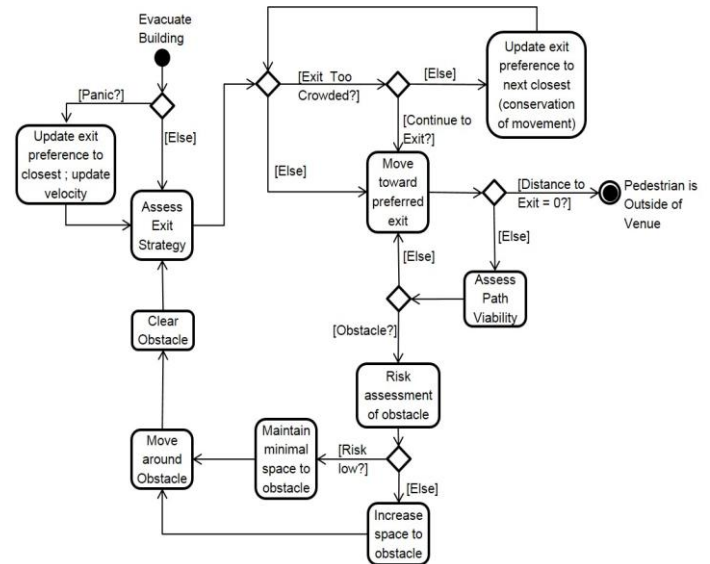 Evacuate
Building
[Panic?]
[Else]
Update exit
preference to
closest ; update
velocity
Assess
Exit
Strategy
[Exit Too
Crowded?]
[Else]
Update exit
preference to
next closest
(conservation
of movement)
[Continue to
Exit?]
[Else]
Move
toward
preferred
exit
[Distance to
Exit = 0?]
Pedestrian is
Outside of
Venue
[Else]
Assess
Path
Viability
[Else]
[Obstacle?]
Risk
assessment
of obstacle
[Risk
low?]
[Else]
Maintain
minimal
space to
obstacle
Increase
space to
obstacle
Move
around
Obstacle
Clear
Obstacle